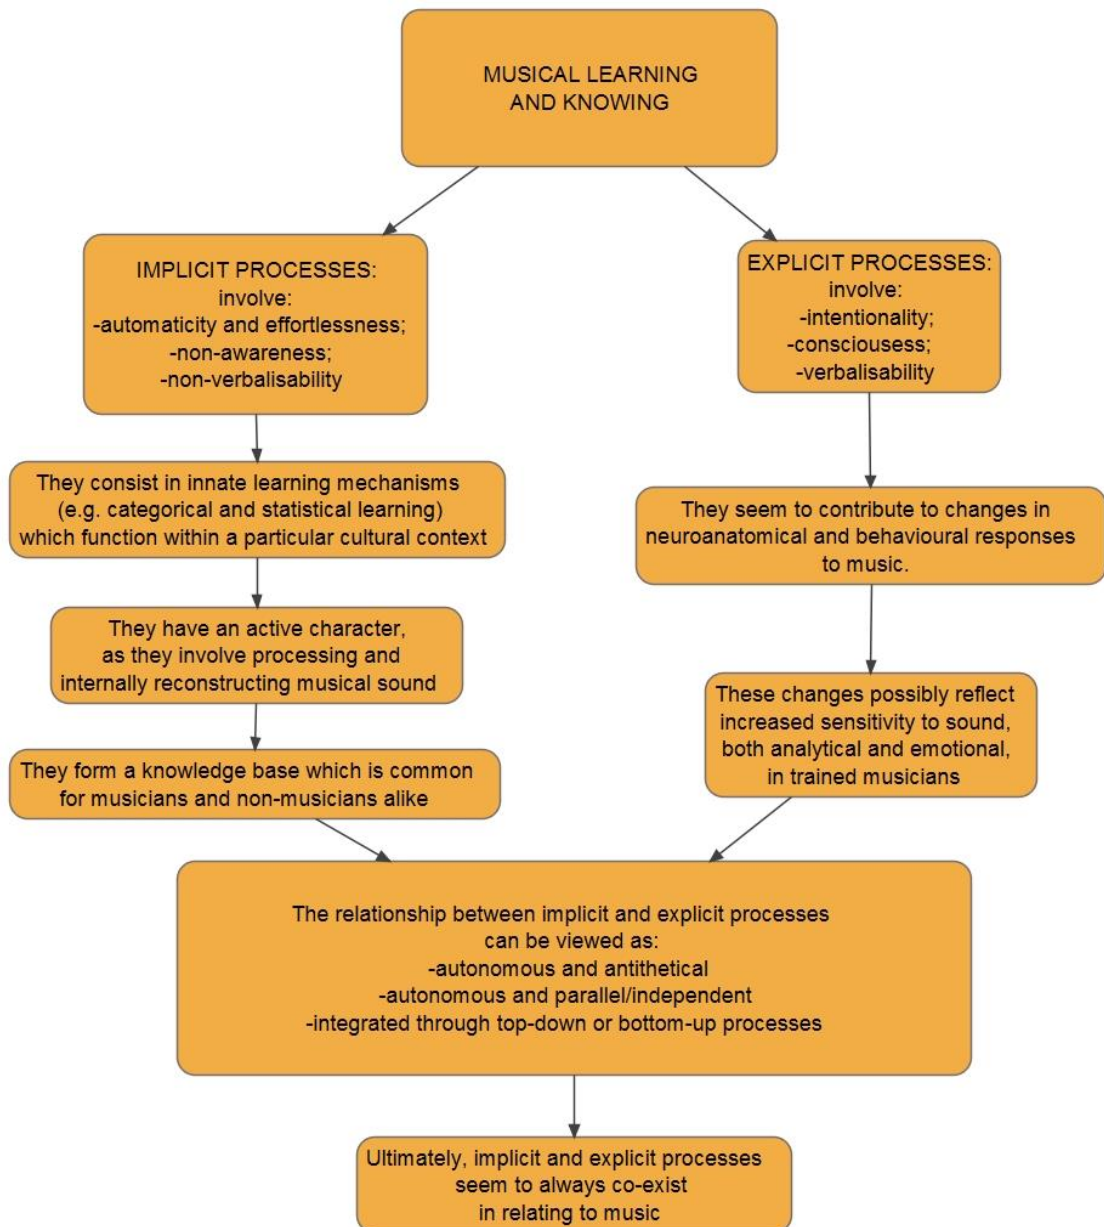 MUSICAL LEARNING
AND KNOWING
IMPLICIT PROCESSES:
involve:
-automaticity and effortlessness;
-non-awareness;
-non-verbalisability
EXPLICIT PROCESSES:
involve:
-intentionality;
-consciousess;
-verbalisability
They consist in innate learning mechanisms
(e.g. categorical and statistical learning)
which function within a particular cultural context
They seem to contribute to changes in
neuroanatomical and behavioural responses
to music.
They have an active character,
as they involve processing and
internally reconstructing musical sound
These changes possibly reflect
increased sensitivity to sound,
both analytical and emotional,
in trained musicians
They form a knowledge base which is common
for musicians and non-musicians alike
The relationship between implicit and explicit processes
can be viewed as:
-autonomous and antithetical
-autonomous and parallel/independent
-integrated through top-down or bottom-up processes
Ultimately, implicit and explicit processes
seem to always co-exist
in relating to music